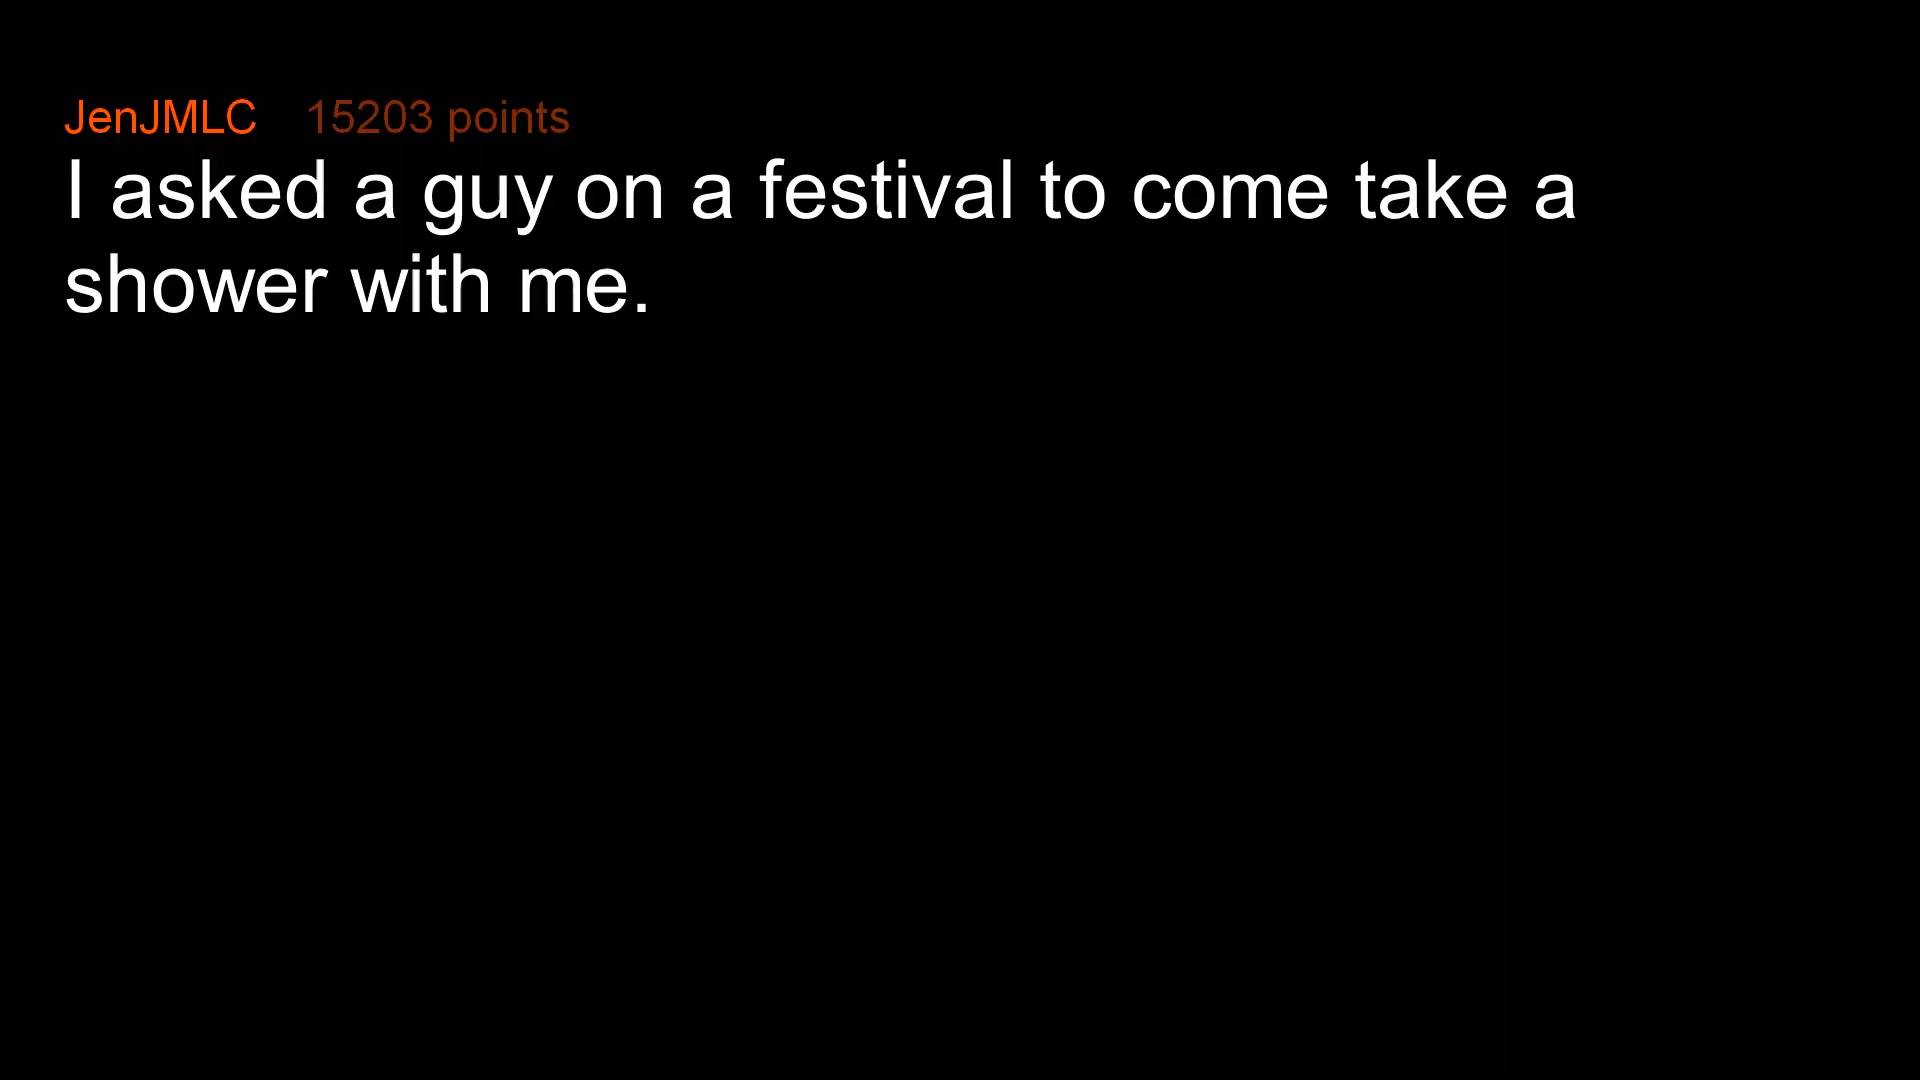 JenJMLC 15203 points
I asked a guy on a festival to come take a
shower with me.